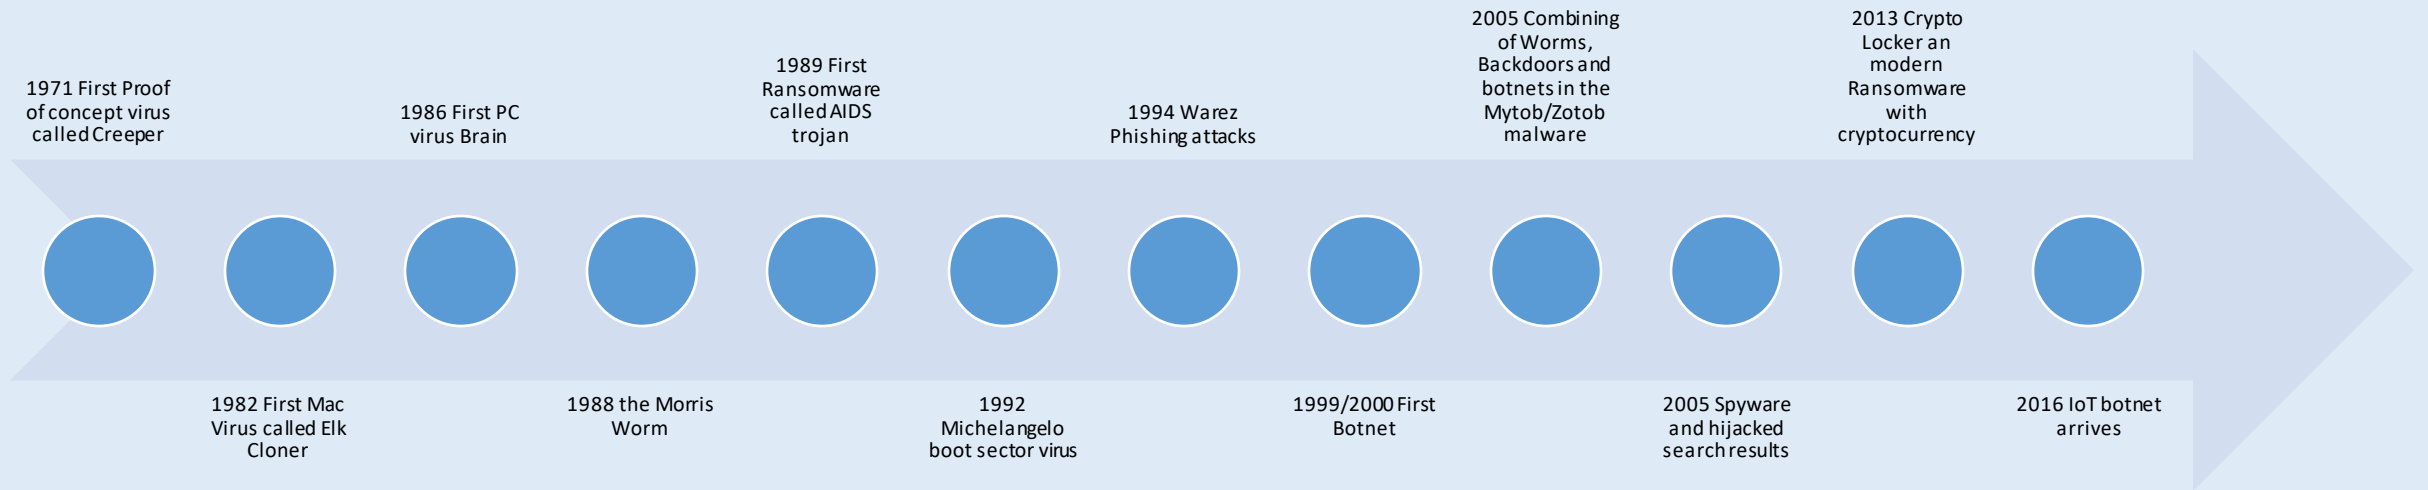 1971 First Proof
of concept virus
called Creeper
1982 First Mac
Virus called Elk
Cloner
1986 First PC
virus Brain
1988 the Morris
Worm
1989 First
Ransomware
called AIDS
trojan
1992
Michelangelo
boot sector virus
1994 Warez
Phishing attacks
1999/2000 First
Botnet
2005 Combining
of Worms,
Backdoors and
botnets in the
Mytob/Zotob
malware
2005 Spyware
and hijacked
search results
2013 Crypto
Locker an
modern
Ransomware
with
cryptocurrency
2016 IoT botnet
arrives